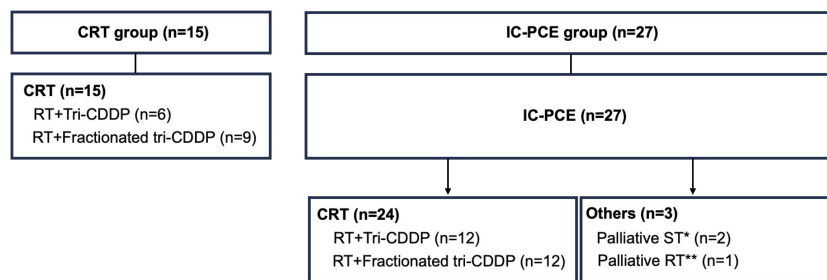 CRT group (n=15)
CRT (n=15)
RT+Tri-CDDP (n=6)
RT+Fractionated tri-CDDP (n=9)
IC-PCE group (n=27)
IC-PCE (n=27)
CRT (n=24)
RT+Tri-CDDP (n=12)
RT+Fractionated tri-CDDP (n=12)
Others (n=3)
Palliative ST* (n=2)
Palliative RT** (n=1)